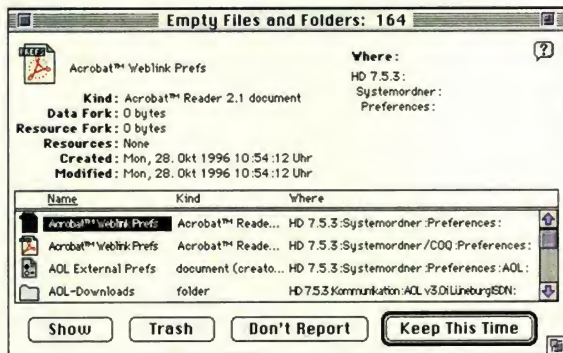 Empty Files and Folders: 164
PREFS
Acrobat™ Weblink Prefs
Where:
HD 7.5.3:
Systemordner:
Preferences:
?
Kind: Acrobat™ Reader 2.1 document
Data Fork: 0 bytes
Resource Fork: 0 bytes
Resources: None
Created: Mon, 28. Okt 1996 10:54:12 Uhr
Modified: Mon, 28. Okt 1996 10:54:12 Uhr
Name Kind Where
Acrobat™ Weblink Prefs Acrobat™ Reade... HD 7.5.3:Systemordner:Preferences:
Acrobat™ Weblink Prefs Acrobat™ Reade... HD 7.5.3:Systemordner/COQ:Preferences:
AOL External Prefs document (creato... HD 7.5.3:Systemordner:Preferences:AOL:
AOL-Downloads folder HD 7.5.3:Kommunikation:AOL v3.0i LüneburgISDN:
Show Trash Don't Report Keep This Time